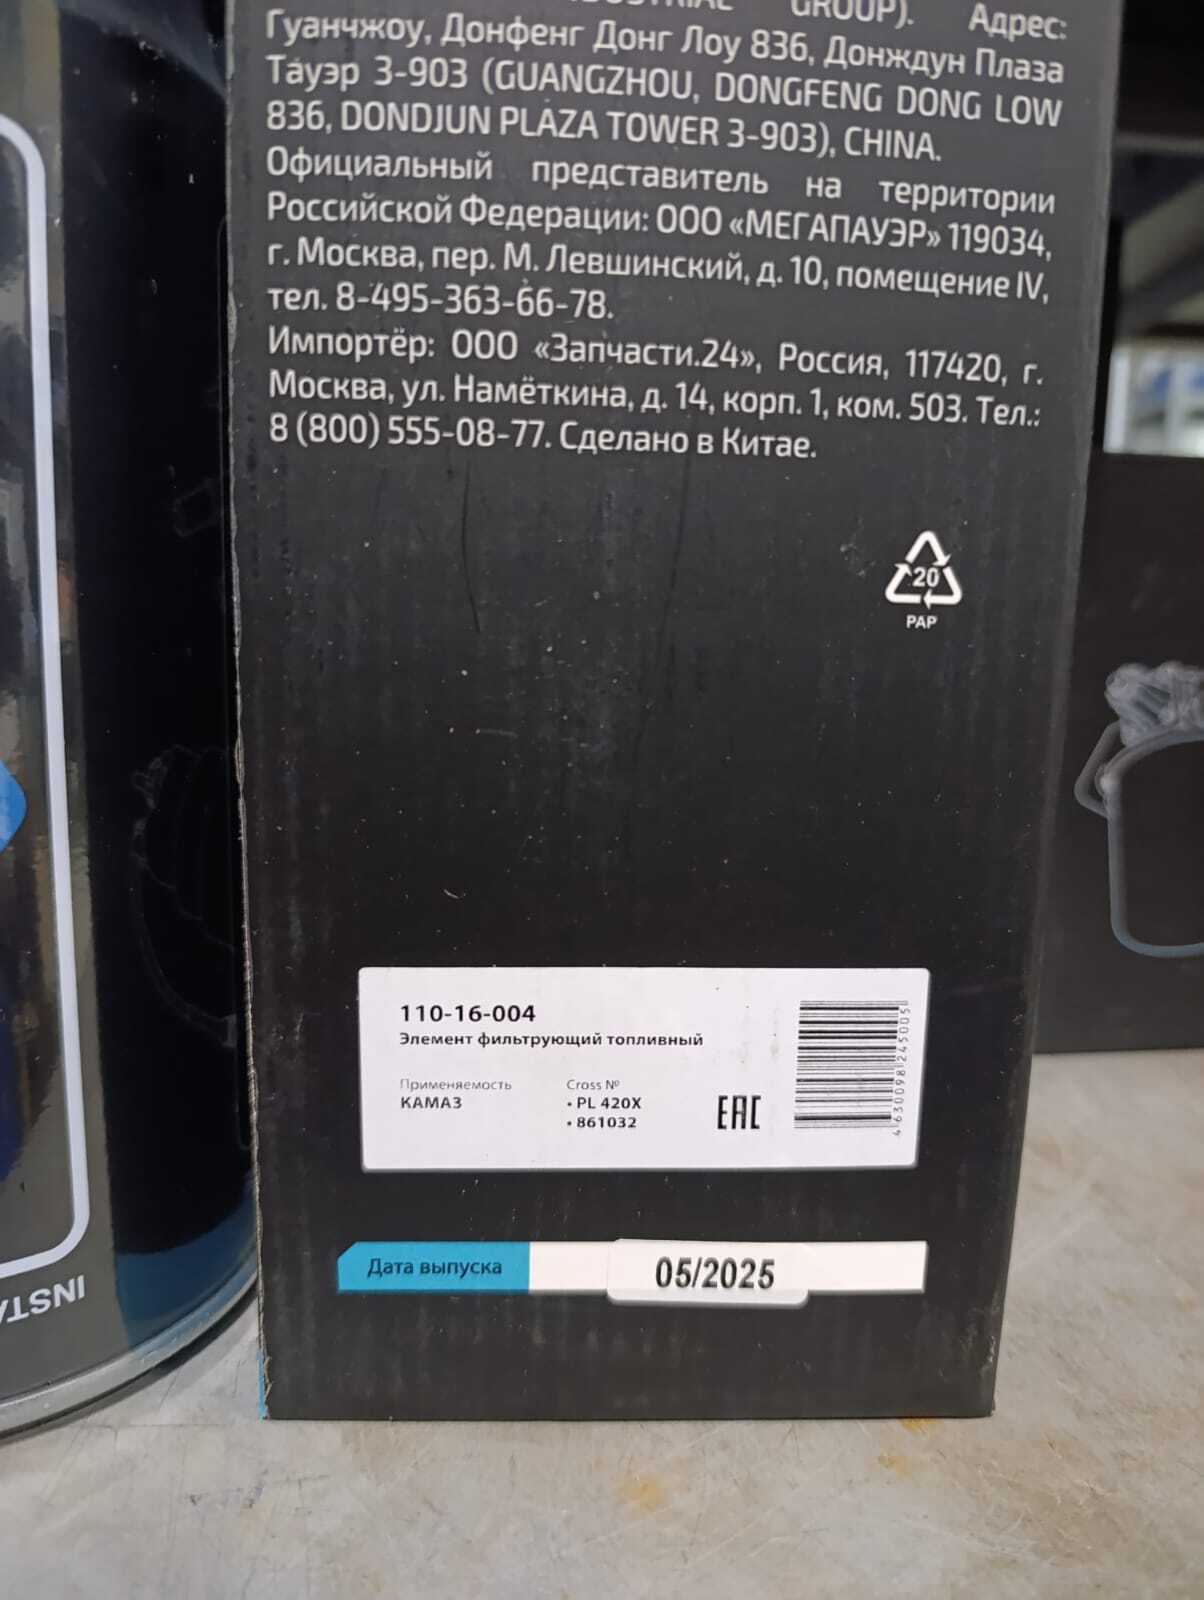 GROUP). Адрес:
Гуанчжоу, Донфенг Донг Лоу 836, Донждун Плаза
Тауэр 3-903 (GUANGZHOU, DONGFENG DONG LOW
836, DONDJUN PLAZA TOWER 3-903), CHINA.
Официальный представитель на территории
Российской Федерации: ООО «МЕГАПАУЭР» 119034,
г. Москва, пер. М. Левшинский, д. 10, помещение IV,
тел. 8-495-363-66-78.
Импортёр: ООО «Запчасти.24», Россия, 117420, г.
Москва, ул. Намёткина, д. 14, корп. 1, ком. 503. Тел.:
8 (800) 555-08-77. Сделано в Китае.
20
PAP
110-16-004
Элемент фильтрующий топливный
Применяемость
КАМАЗ
Cross №
• PL 420X
• 861032
EAC
4630098245005
Дата выпуска
05/2025